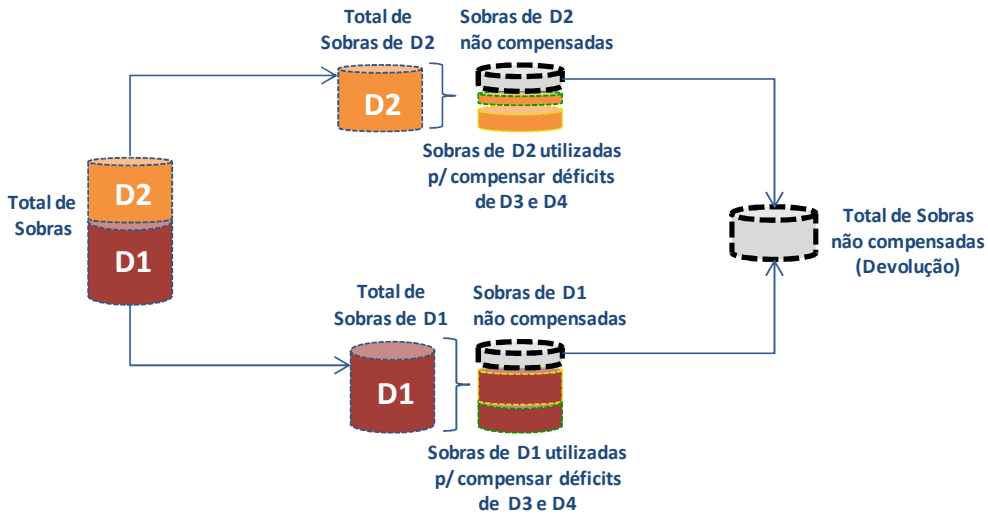 Total de
Sobras de D2
Sobras de D2
não compensadas
D2
Sobras de D2 utilizadas
p/ compensar déficits
de D3 e D4
Total de
Sobras
D2
D1
Total de Sobras
não compensadas
(Devolução)
Total de
Sobras de D1
Sobras de D1
não compensadas
D1
Sobras de D1 utilizadas
p/ compensar déficits
de D3 e D4